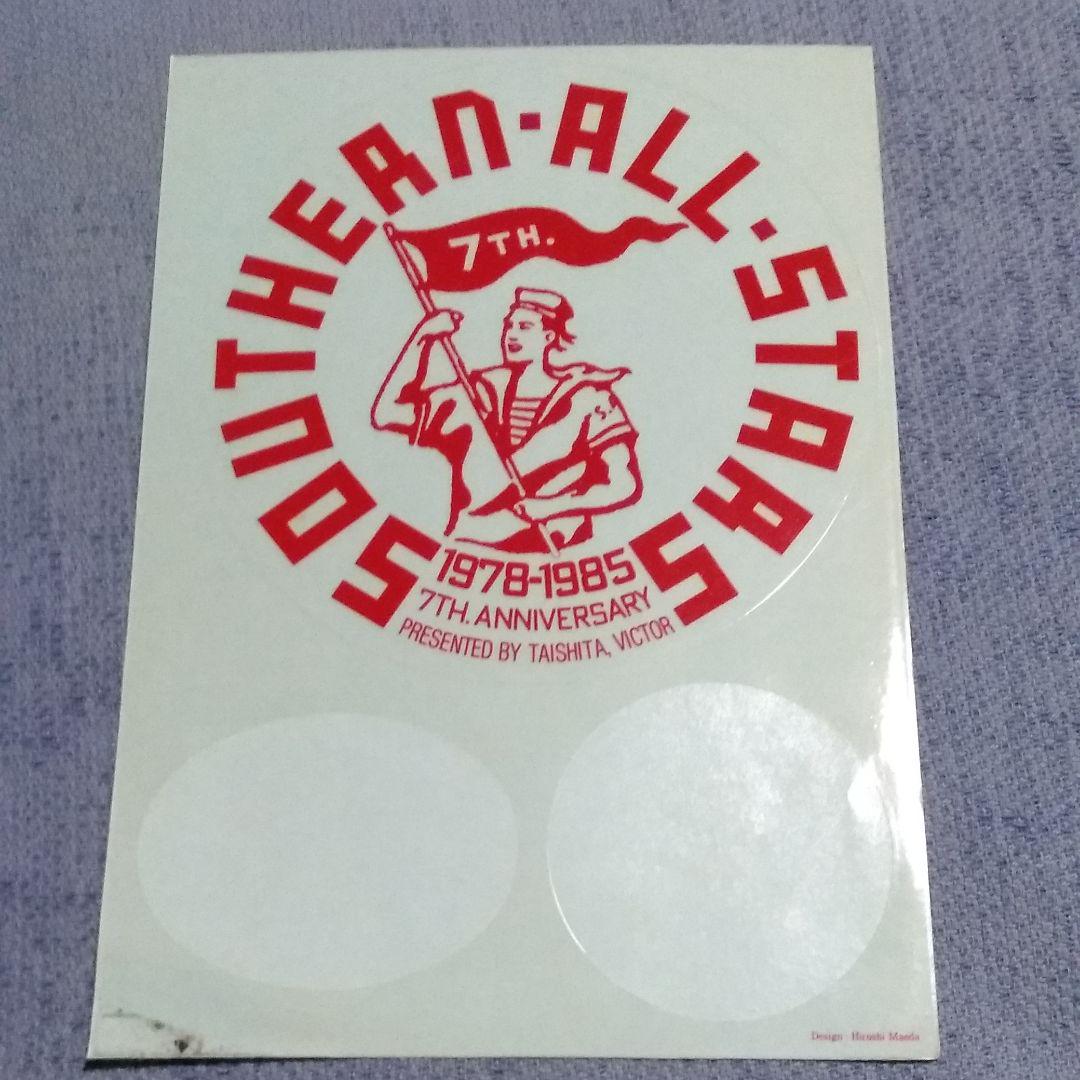 SOUTHERN·ALL·STARS
7TH.
1978-1985
7TH. ANNIVERSARY
PRESENTED BY TAISHITA, VICTOR
Design Hiroshi Maeda